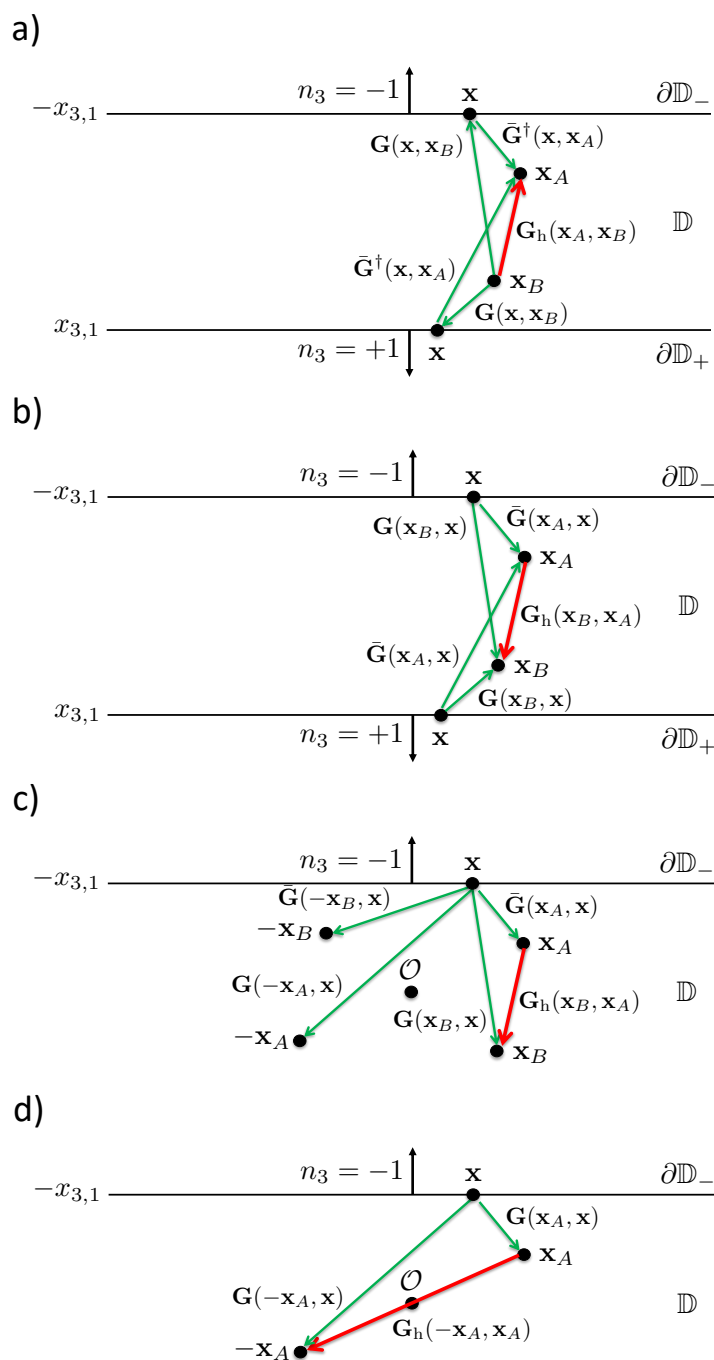 a)
n₃ = −1
x
∂𝔻₋
−x₃,₁
G(x, x_B)
Ḡ†(x, x_A)
x_A
G_h(x_A, x_B)
𝔻
Ḡ†(x, x_A)
x_B
G(x, x_B)
x₃,₁
n₃ = +1
x
∂𝔻₊
b)
n₃ = −1
x
∂𝔻₋
−x₃,₁
G(x_B, x)
Ḡ(x_A, x)
x_A
G_h(x_B, x_A)
𝔻
Ḡ(x_A, x)
x_B
G(x_B, x)
x₃,₁
n₃ = +1
x
∂𝔻₊
c)
n₃ = −1
x
∂𝔻₋
−x₃,₁
Ḡ(−x_B, x)
Ḡ(x_A, x)
−x_B
x_A
𝒪
G(−x_A, x)
G_h(x_B, x_A)
𝔻
G(x_B, x)
−x_A
x_B
d)
n₃ = −1
x
∂𝔻₋
−x₃,₁
G(x_A, x)
x_A
𝒪
G(−x_A, x)
𝔻
G_h(−x_A, x_A)
−x_A